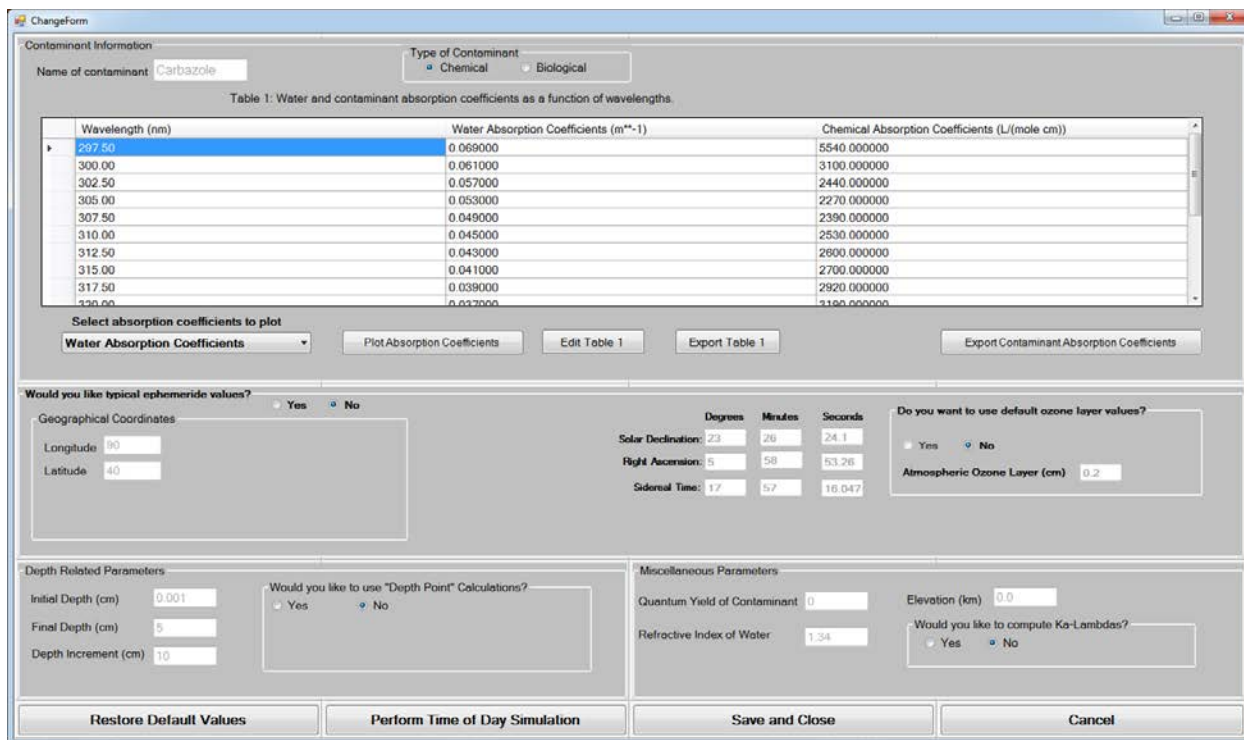 ChangeForm
Contaminant Information
Name of contaminant Carbazole
Type of Contaminant
Chemical Biological
Table 1: Water and contaminant absorption coefficients as a function of wavelengths.
Wavelength (nm) Water Absorption Coefficients (m**-1) Chemical Absorption Coefficients (L/(mole cm))
297.50 0.069000 5540.000000
300.00 0.061000 3100.000000
302.50 0.057000 2440.000000
305.00 0.053000 2270.000000
307.50 0.049000 2390.000000
310.00 0.045000 2530.000000
312.50 0.043000 2600.000000
315.00 0.041000 2700.000000
317.50 0.039000 2920.000000
320.00 0.037000 3190.000000
Select absorption coefficients to plot
Water Absorption Coefficients Plot Absorption Coefficients Edit Table 1 Export Table 1 Export Contaminant Absorption Coefficients
Would you like typical ephemeride values? Yes No
Geographical Coordinates
Longitude 90
Latitude 40
Degrees Minutes Seconds
Solar Declination: 23 26 24.1
Right Ascension: 5 58 53.26
Sidereal Time: 17 57 16.047
Do you want to use default ozone layer values?
Yes No
Atmospheric Ozone Layer (cm) 0.2
Depth Related Parameters
Initial Depth (cm) 0.001
Final Depth (cm) 5
Depth Increment (cm) 10
Would you like to use "Depth Point" Calculations?
Yes No
Miscellaneous Parameters
Quantum Yield of Contaminant 0
Refractive Index of Water 1.34
Elevation (km) 0.0
Would you like to compute Ka-Lambdas?
Yes No
Restore Default Values Perform Time of Day Simulation Save and Close Cancel